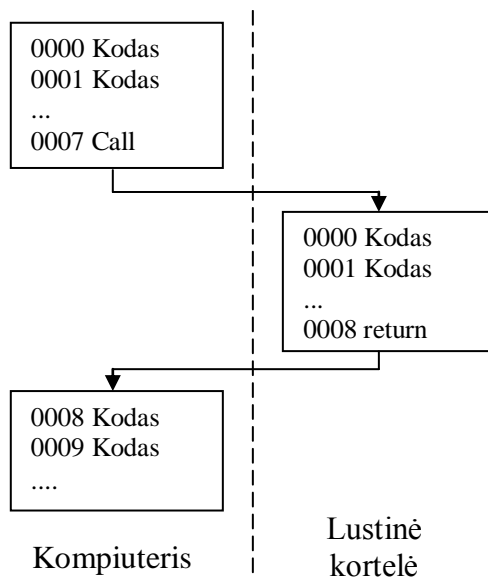 0000 Kodas
0001 Kodas
...
0007 Call
0000 Kodas
0001 Kodas
...
0008 return
0008 Kodas
0009 Kodas
....
Kompiuteris
Lustinė
kortelė